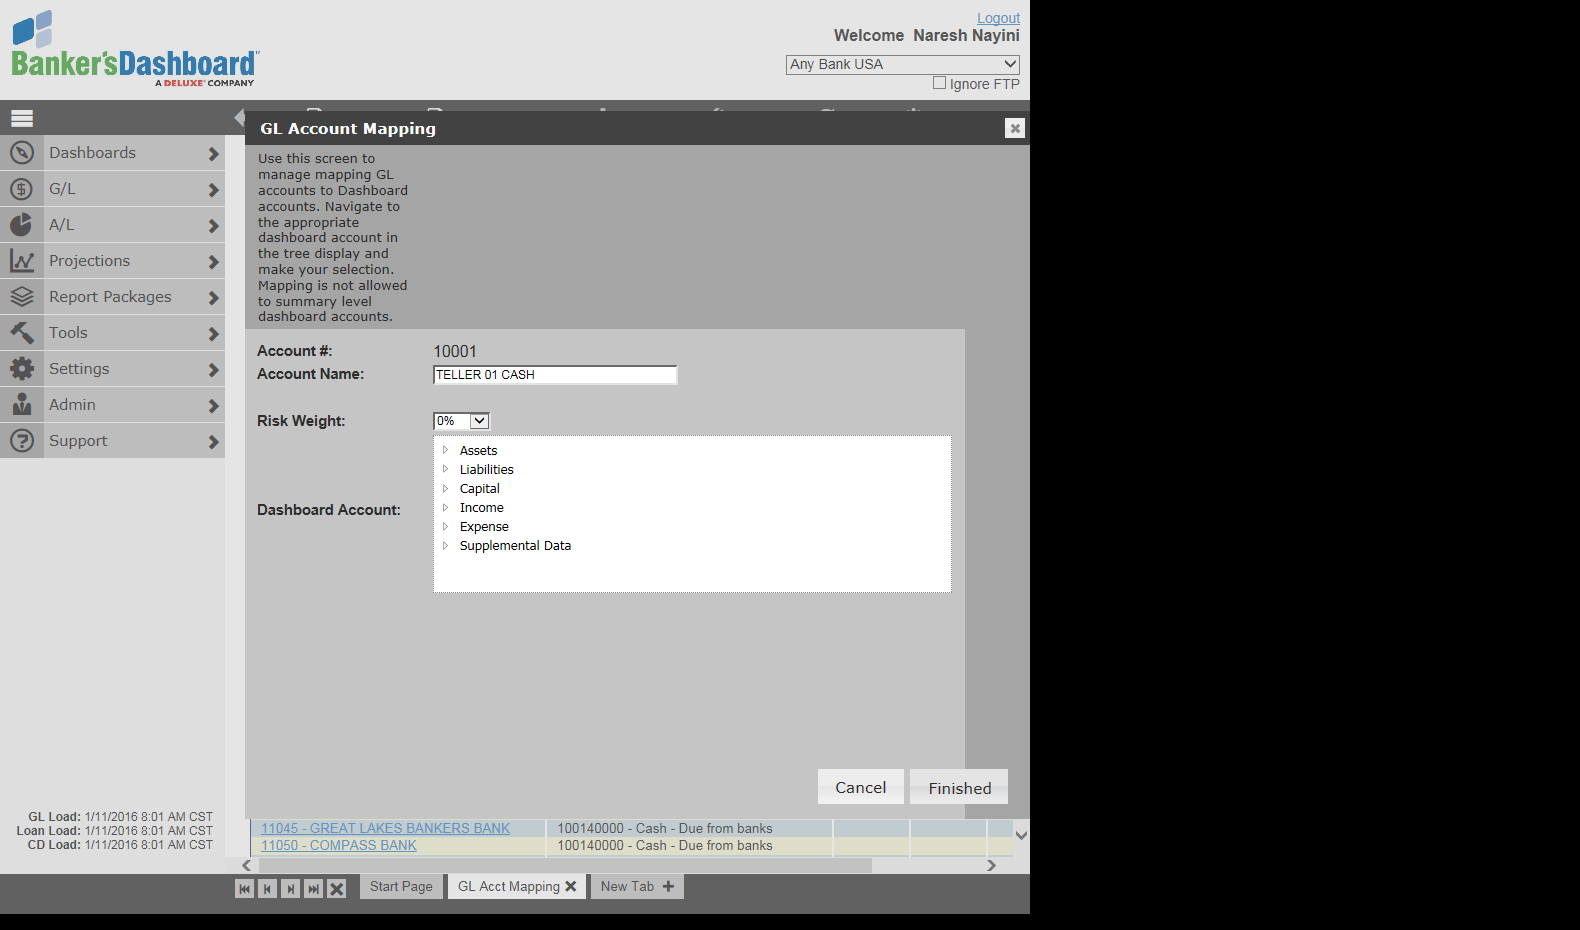 Banker'sDashboard™
A DELUXE® COMPANY
Logout
Welcome Naresh Nayini
Any Bank USA
Ignore FTP
Dashboards
G/L
A/L
Projections
Report Packages
Tools
Settings
Admin
Support
GL Load: 1/11/2016 8:01 AM CST
Loan Load: 1/11/2016 8:01 AM CST
CD Load: 1/11/2016 8:01 AM CST
GL Account Mapping
Use this screen to
manage mapping GL
accounts to Dashboard
accounts. Navigate to
the appropriate
dashboard account in
the tree display and
make your selection.
Mapping is not allowed
to summary level
dashboard accounts.
Account #: 10001
Account Name: TELLER 01 CASH
Risk Weight: 0%
Dashboard Account:
Assets
Liabilities
Capital
Income
Expense
Supplemental Data
Cancel Finished
11045 - GREAT LAKES BANKERS BANK 100140000 - Cash - Due from banks
11050 - COMPASS BANK 100140000 - Cash - Due from banks
Start Page GL Acct Mapping New Tab